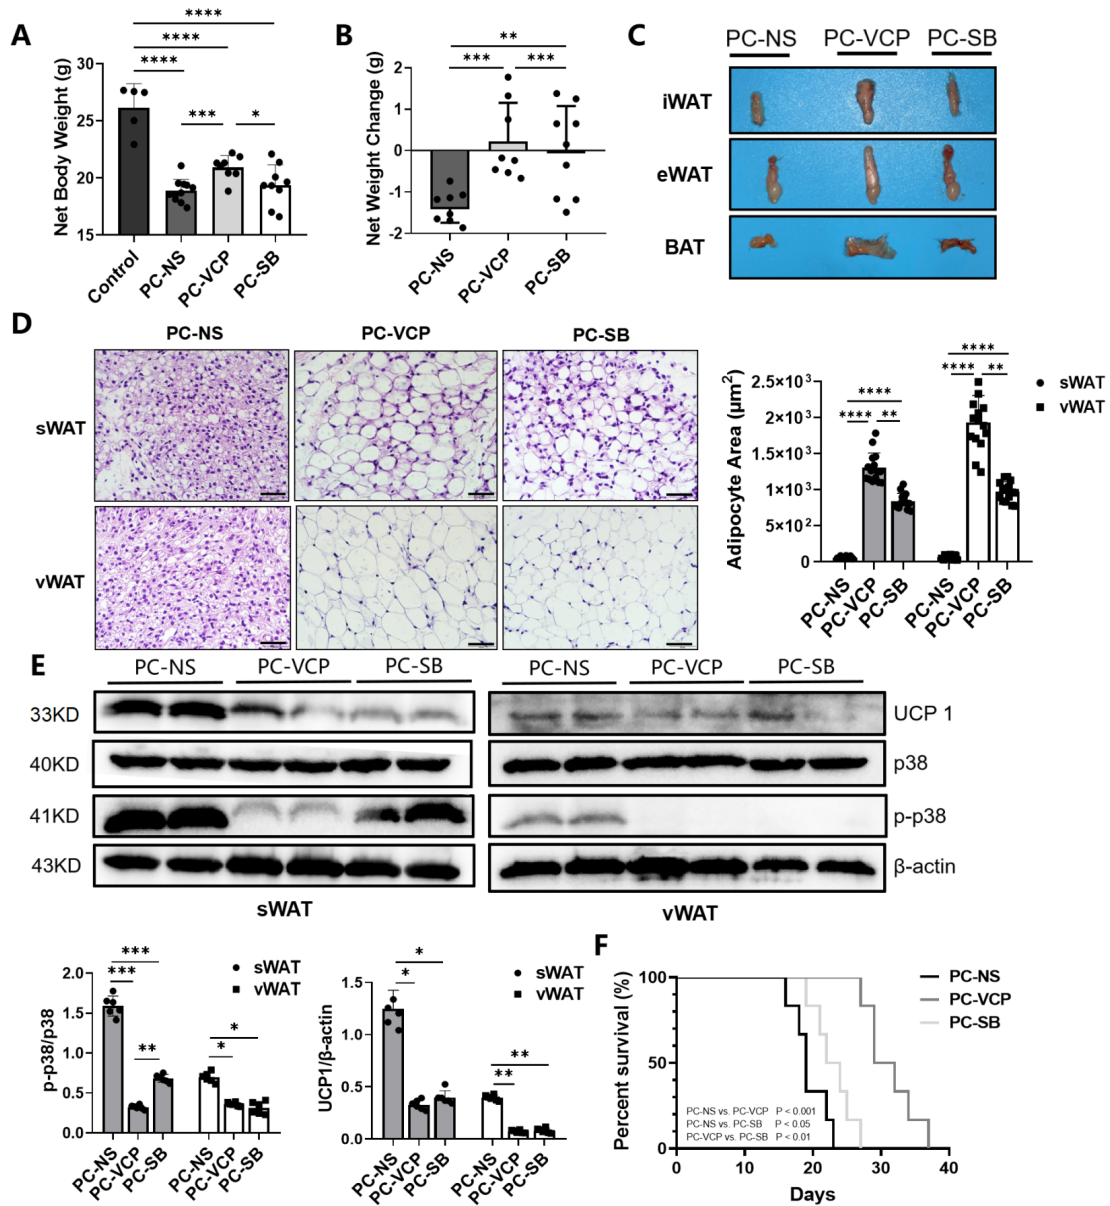 A
****
****
****
***
*
Net Body Weight (g)
30
25
20
15
Control
PC-NS
PC-VCP
PC-SB
B
**
***
***
Net Weight Change (g)
2
1
0
-1
-2
PC-NS
PC-VCP
PC-SB
C
PC-NS PC-VCP PC-SB
iWAT
eWAT
BAT
D
PC-NS PC-VCP PC-SB
sWAT
vWAT
****
**** **
****
**** **
sWAT
vWAT
Adipocyte Area (μm²)
2.5×10³
2×10³
1.5×10³
1×10³
5×10²
0
PC-NS
PC-VCP
PC-SB
PC-NS
PC-VCP
PC-SB
E
PC-NS PC-VCP PC-SB
PC-NS PC-VCP PC-SB
33KD
UCP 1
40KD
p38
41KD
p-p38
43KD
β-actin
sWAT
vWAT
***
***
**
*
*
sWAT
vWAT
p-p38/p38
2.0
1.5
1.0
0.5
0.0
PC-NS
PC-VCP
PC-SB
PC-NS
PC-VCP
PC-SB
*
*
**
**
sWAT
vWAT
UCP1/β-actin
1.5
1.0
0.5
0.0
PC-NS
PC-VCP
PC-SB
PC-NS
PC-VCP
PC-SB
F
PC-NS
PC-VCP
PC-SB
Percent survival (%)
100
50
0
PC-NS vs. PC-VCP P < 0.001
PC-NS vs. PC-SB P < 0.05
PC-VCP vs. PC-SB P < 0.01
0 10 20 30 40
Days